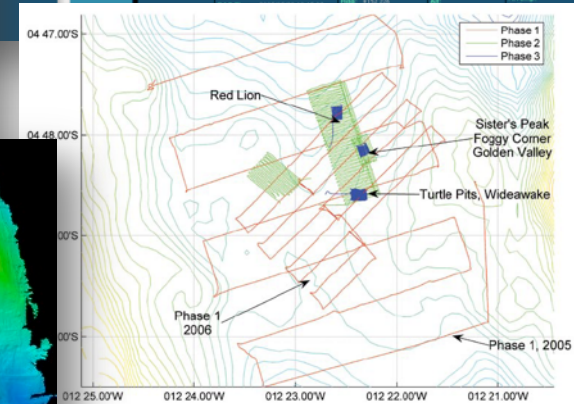 04 47.00'S
Phase 1
Phase 2
Phase 3
Red Lion
04 48.00'S
Sister's Peak
Foggy Corner
Golden Valley
Turtle Pits, Wideawake
00'S
Phase 1
2006
00'S
Phase 1, 2005
012 25.00'W
012 24.00'W
012 23.00'W
012 22.00'W
012 21.00'W